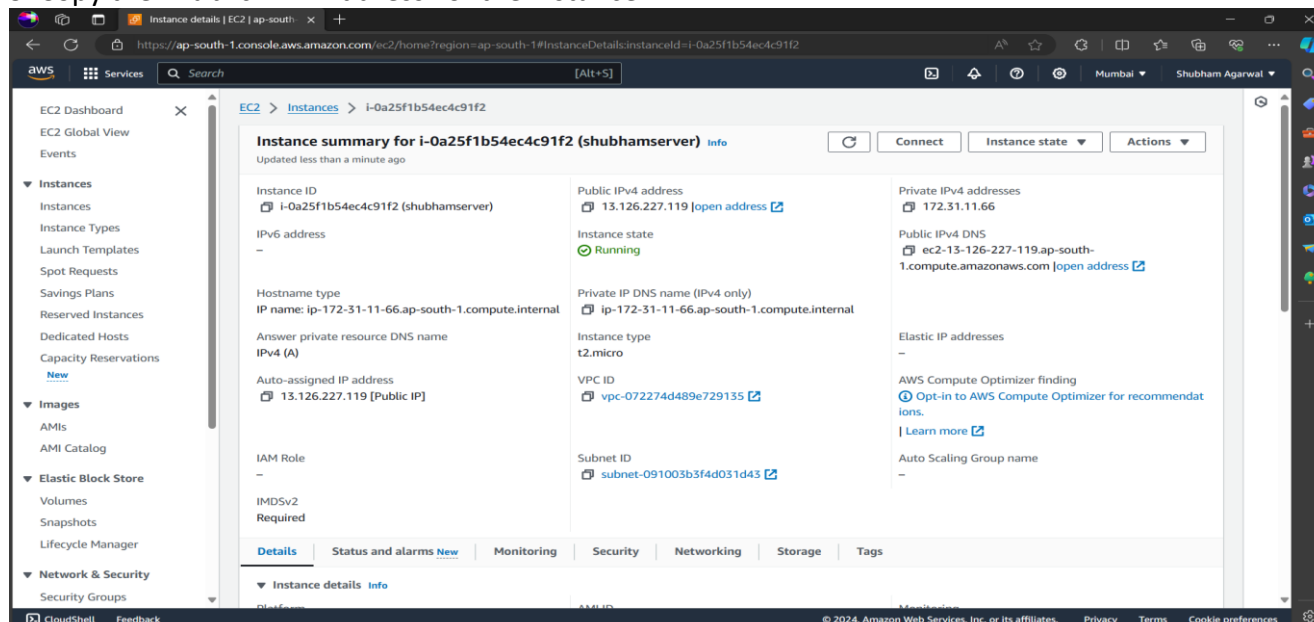 Instance details | EC2 | ap-south-
https://ap-south-1.console.aws.amazon.com/ec2/home?region=ap-south-1#InstanceDetails:instanceId=i-0a25f1b54ec4c91f2
aws Services Search [Alt+S] Mumbai Shubham Agarwal
EC2 Dashboard
EC2 Global View
Events
Instances
Instances
Instance Types
Launch Templates
Spot Requests
Savings Plans
Reserved Instances
Dedicated Hosts
Capacity Reservations
New
Images
AMIs
AMI Catalog
Elastic Block Store
Volumes
Snapshots
Lifecycle Manager
Network & Security
Security Groups
EC2 > Instances > i-0a25f1b54ec4c91f2
Instance summary for i-0a25f1b54ec4c91f2 (shubhamserver) Info
Connect Instance state Actions
Updated less than a minute ago
Instance ID
i-0a25f1b54ec4c91f2 (shubhamserver)
Public IPv4 address
13.126.227.119 |open address
Private IPv4 addresses
172.31.11.66
IPv6 address
–
Instance state
Running
Public IPv4 DNS
ec2-13-126-227-119.ap-south-
1.compute.amazonaws.com |open address
Hostname type
IP name: ip-172-31-11-66.ap-south-1.compute.internal
Private IP DNS name (IPv4 only)
ip-172-31-11-66.ap-south-1.compute.internal
Answer private resource DNS name
IPv4 (A)
Instance type
t2.micro
Elastic IP addresses
–
Auto-assigned IP address
13.126.227.119 [Public IP]
VPC ID
vpc-072274d489e729135
AWS Compute Optimizer finding
Opt-in to AWS Compute Optimizer for recommendat
ions.
| Learn more
IAM Role
–
Subnet ID
subnet-091003b3f4d031d43
Auto Scaling Group name
–
IMDSv2
Required
Details Status and alarms New Monitoring Security Networking Storage Tags
Instance details Info
CloudShell Feedback © 2024, Amazon Web Services, Inc. or its affiliates. Privacy Terms Cookie preferences